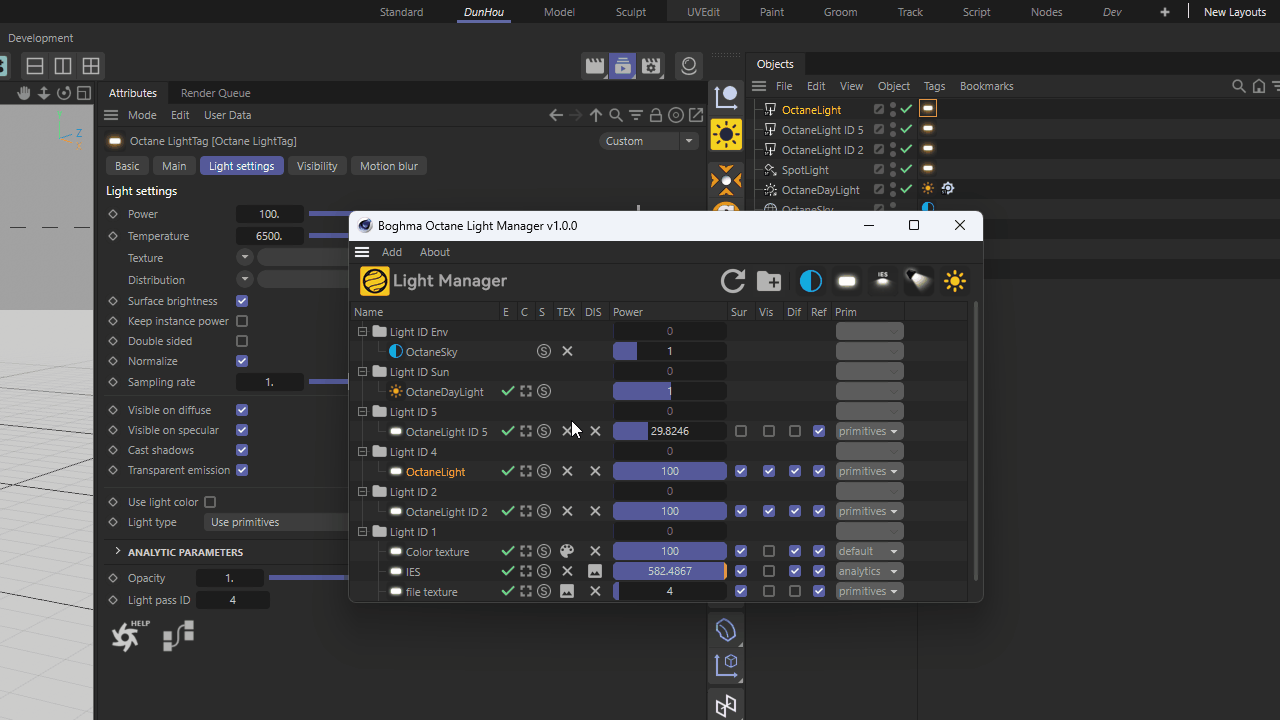 Standard DunHou Model Sculpt UVEdit Paint Groom Track Script Nodes Dev + New Layouts
Development
Objects
File Edit View Object Tags Bookmarks
OctaneLight
OctaneLight ID 5
OctaneLight ID 2
SpotLight
OctaneDayLight
OctaneSky
Attributes Render Queue
Mode Edit User Data
Octane LightTag [Octane LightTag] Custom
Basic Main Light settings Visibility Motion blur
Light settings
Power 100.
Temperature 6500.
Texture
Distribution
Surface brightness
Keep instance power
Double sided
Normalize
Sampling rate 1.
Visible on diffuse
Visible on specular
Cast shadows
Transparent emission
Use light color
Light type Use primitives
ANALYTIC PARAMETERS
Opacity 1.
Light pass ID 4
HELP
Z
Boghma Octane Light Manager v1.0.0
Add About
Light Manager IES
Name E C S TEX DIS Power Sur Vis Dif Ref Prim
Light ID Env 0
OctaneSky S 1
Light ID Sun 0
OctaneDayLight S 1
Light ID 5 0
OctaneLight ID 5 S 29.8246 primitives
Light ID 4 0
OctaneLight S 100 primitives
Light ID 2 0
OctaneLight ID 2 S 100 primitives
Light ID 1 0
Color texture S 100 default
IES S 582.4867 analytics
file texture S 4 primitives